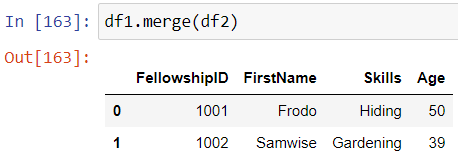 In [163]: df1.merge(df2)
Out[163]:
FellowshipID FirstName Skills Age
0 1001 Frodo Hiding 50
1 1002 Samwise Gardening 39